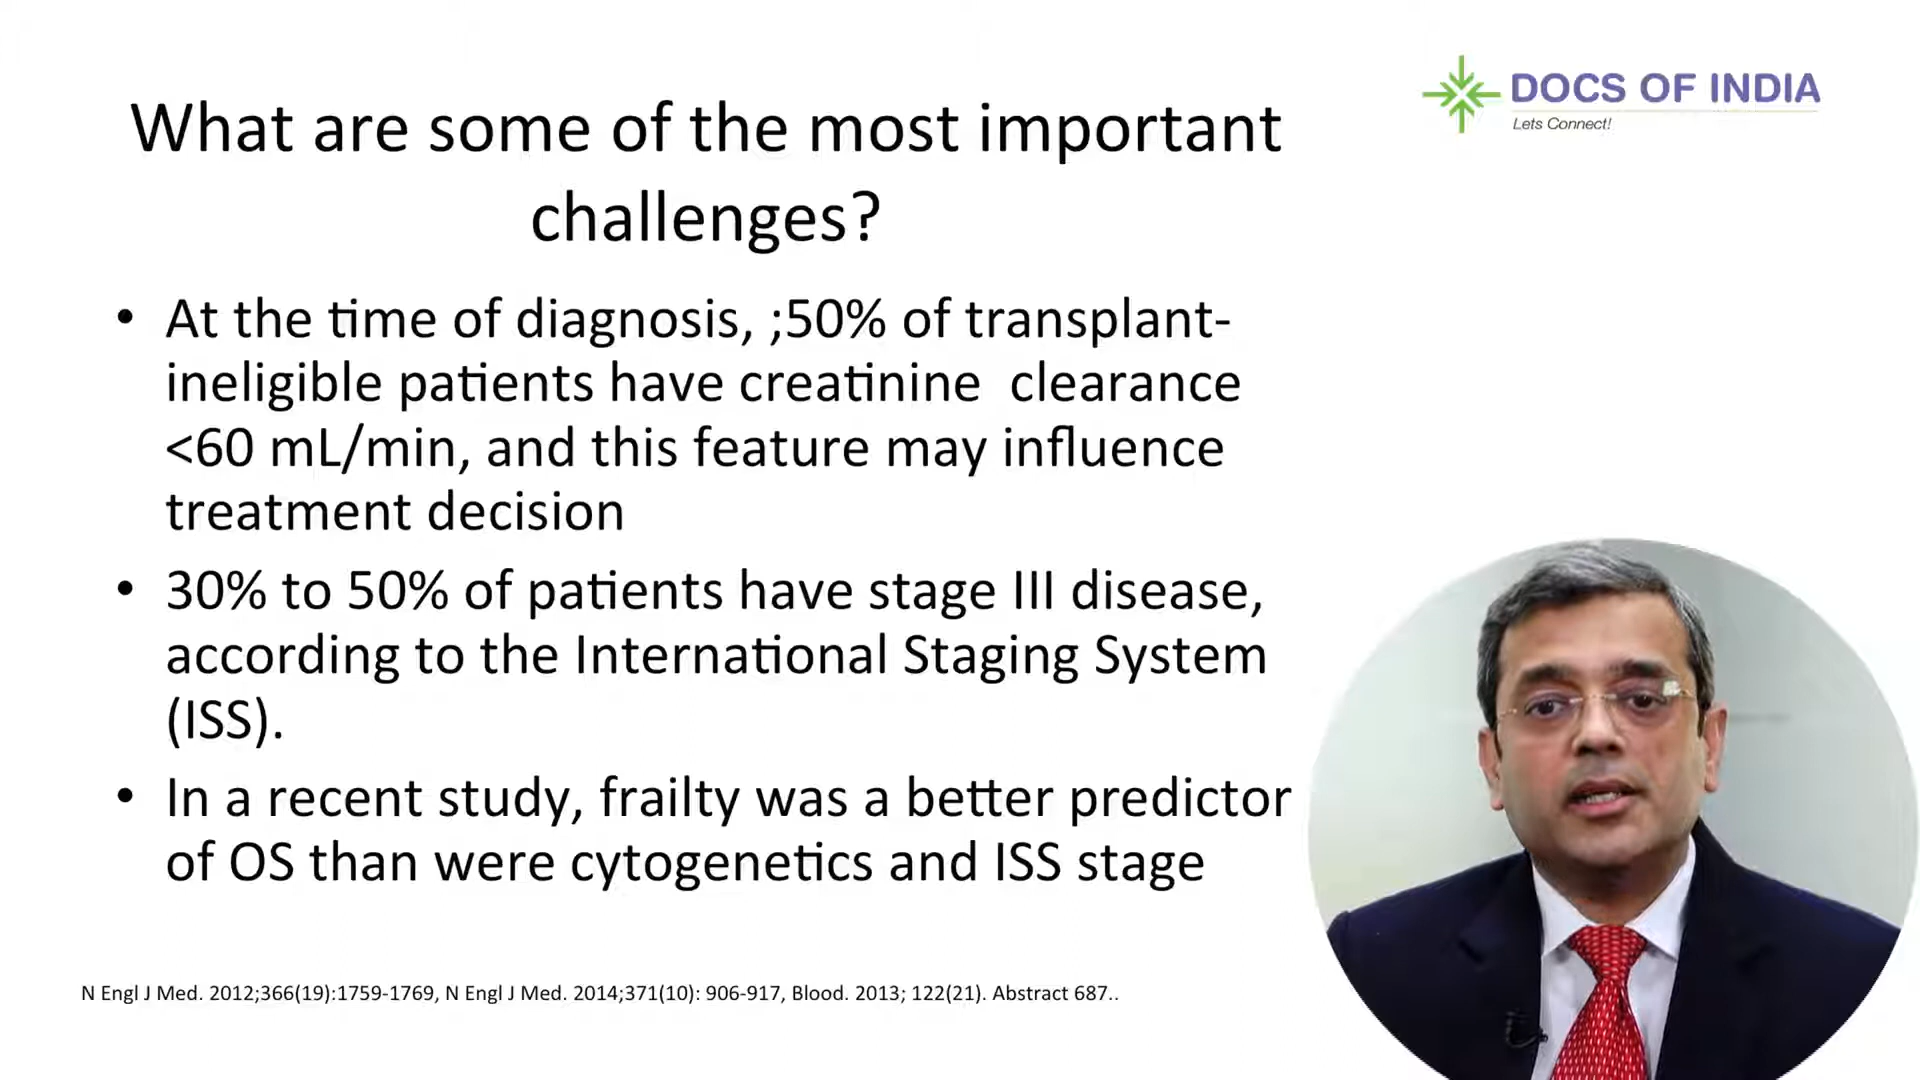 DOCS OF INDIA
Lets Connect!
What are some of the most important
challenges?
• At the time of diagnosis, ;50% of transplant-
ineligible patients have creatinine  clearance
<60 mL/min, and this feature may influence
treatment decision
• 30% to 50% of patients have stage III disease,
according to the International Staging System
(ISS).
• In a recent study, frailty was a better predictor
of OS than were cytogenetics and ISS stage
N Engl J Med. 2012;366(19):1759-1769, N Engl J Med. 2014;371(10): 906-917, Blood. 2013; 122(21). Abstract 687..